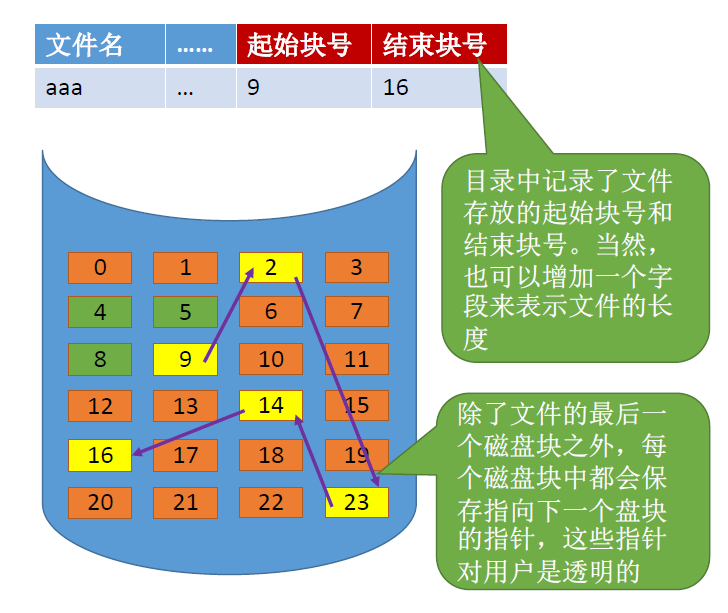 文件名 …… 起始块号 结束块号
aaa … 9 16
目录中记录了文件
存放的起始块号和
结束块号。当然,
也可以增加一个字
段来表示文件的长
度
0 1 2 3
4 5 6 7
8 9 10 11
12 13 14 15
16 17 18 19
20 21 22 23
除了文件的最后一
个磁盘块之外，每
个磁盘块中都会保
存指向下一个盘块
的指针，这些指针
对用户是透明的